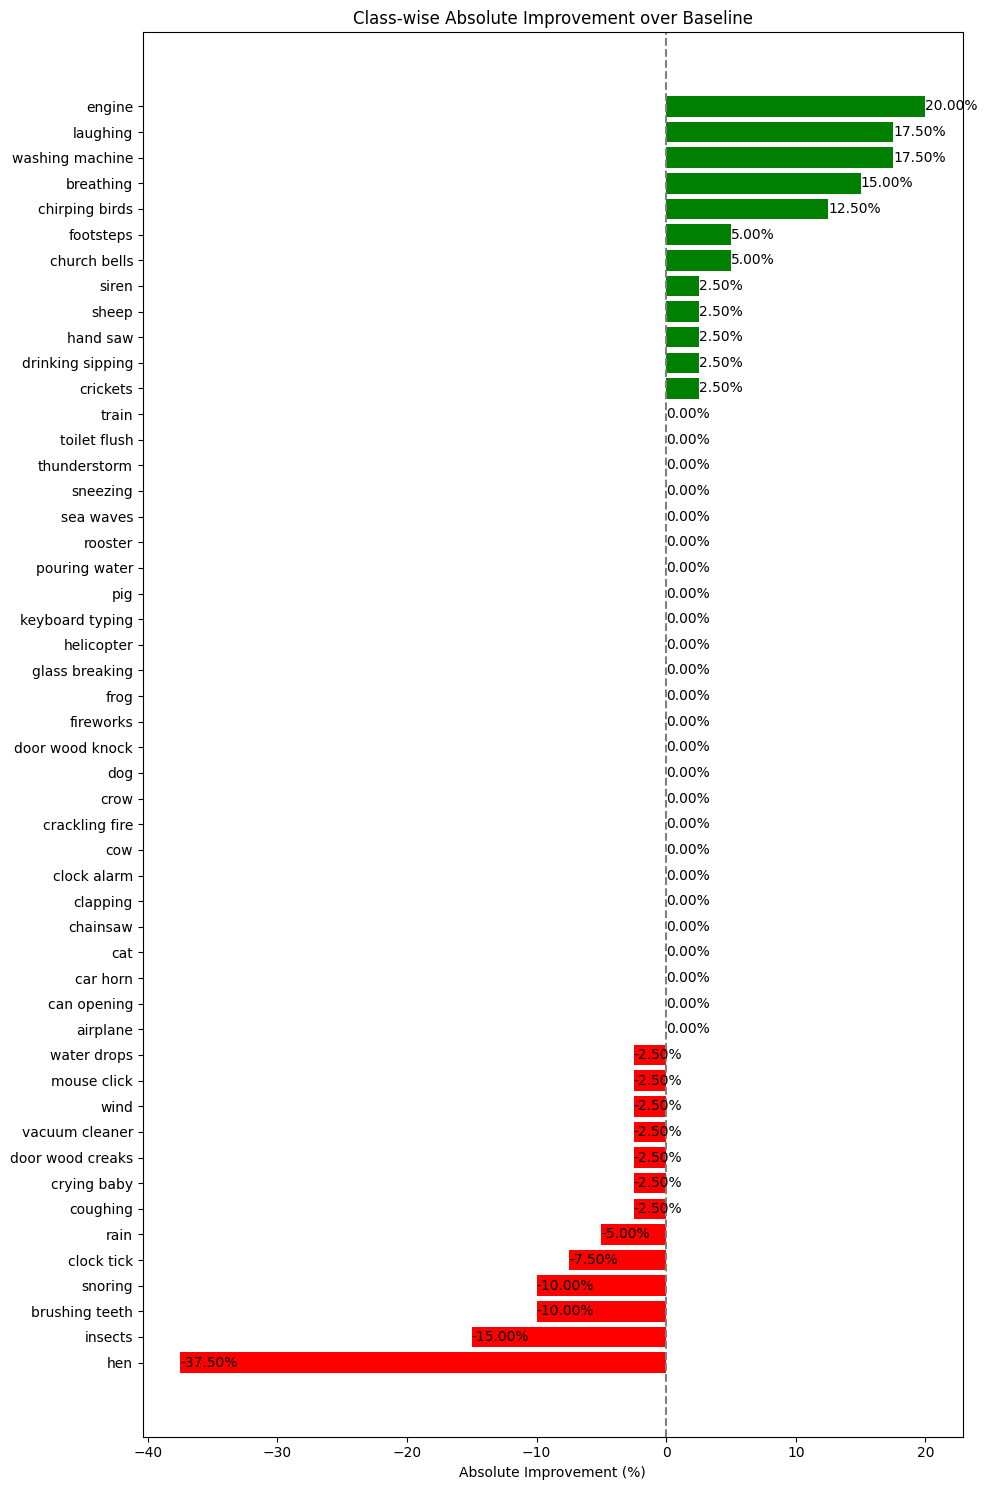 Class-wise Absolute Improvement over Baseline
engine 20.00%
laughing 17.50%
washing machine 17.50%
breathing 15.00%
chirping birds 12.50%
footsteps 5.00%
church bells 5.00%
siren 2.50%
sheep 2.50%
hand saw 2.50%
drinking sipping 2.50%
crickets 2.50%
train 0.00%
toilet flush 0.00%
thunderstorm 0.00%
sneezing 0.00%
sea waves 0.00%
rooster 0.00%
pouring water 0.00%
pig 0.00%
keyboard typing 0.00%
helicopter 0.00%
glass breaking 0.00%
frog 0.00%
fireworks 0.00%
door wood knock 0.00%
dog 0.00%
crow 0.00%
crackling fire 0.00%
cow 0.00%
clock alarm 0.00%
clapping 0.00%
chainsaw 0.00%
cat 0.00%
car horn 0.00%
can opening 0.00%
airplane 0.00%
water drops -2.50%
mouse click -2.50%
wind -2.50%
vacuum cleaner -2.50%
door wood creaks -2.50%
crying baby -2.50%
coughing -2.50%
rain -5.00%
clock tick -7.50%
snoring -10.00%
brushing teeth -10.00%
insects -15.00%
hen -37.50%
−40 −30 −20 −10 0 10 20
Absolute Improvement (%)